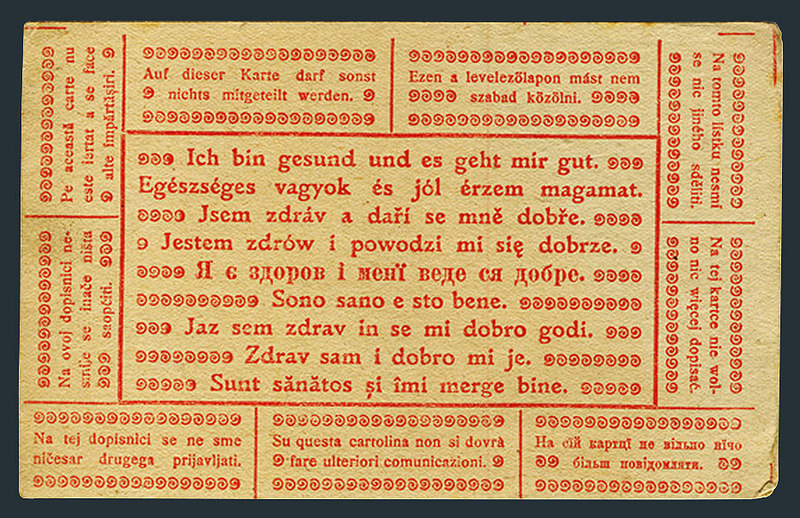 Auf dieser Karte darf sonst
nichts mitgeteilt werden.
Ezen a levelezőlapon mást nem
szabad közölni.
Pe această carte nu
este iertat a se face
alte împărtăşiri.
Na tomto lístku nesmí
se nic jiného sděliti.
Ich bin gesund und es geht mir gut.
Egészséges vagyok és jól érzem magamat.
Jsem zdráv a daří se mně dobře.
Jestem zdrów i powodzi mi się dobrze.
Я є здоров і менї веде ся добре.
Sono sano e sto bene.
Jaz sem zdrav in se mi dobro godi.
Zdrav sam i dobro mi je.
Sunt sănătos şi îmi merge bine.
Na ovoj dopisnici ne-
smije se inače ništa
saopćiti.
Na tej kartce nie wol-
no nic więcej dopisać.
Na tej dopisnici se ne sme
ničesar drugega prijavljati.
Su questa cartolina non si dovrà
fare ulteriori comunicazioni.
На сїй картцї не вільно нїчо
більш повідомляти.